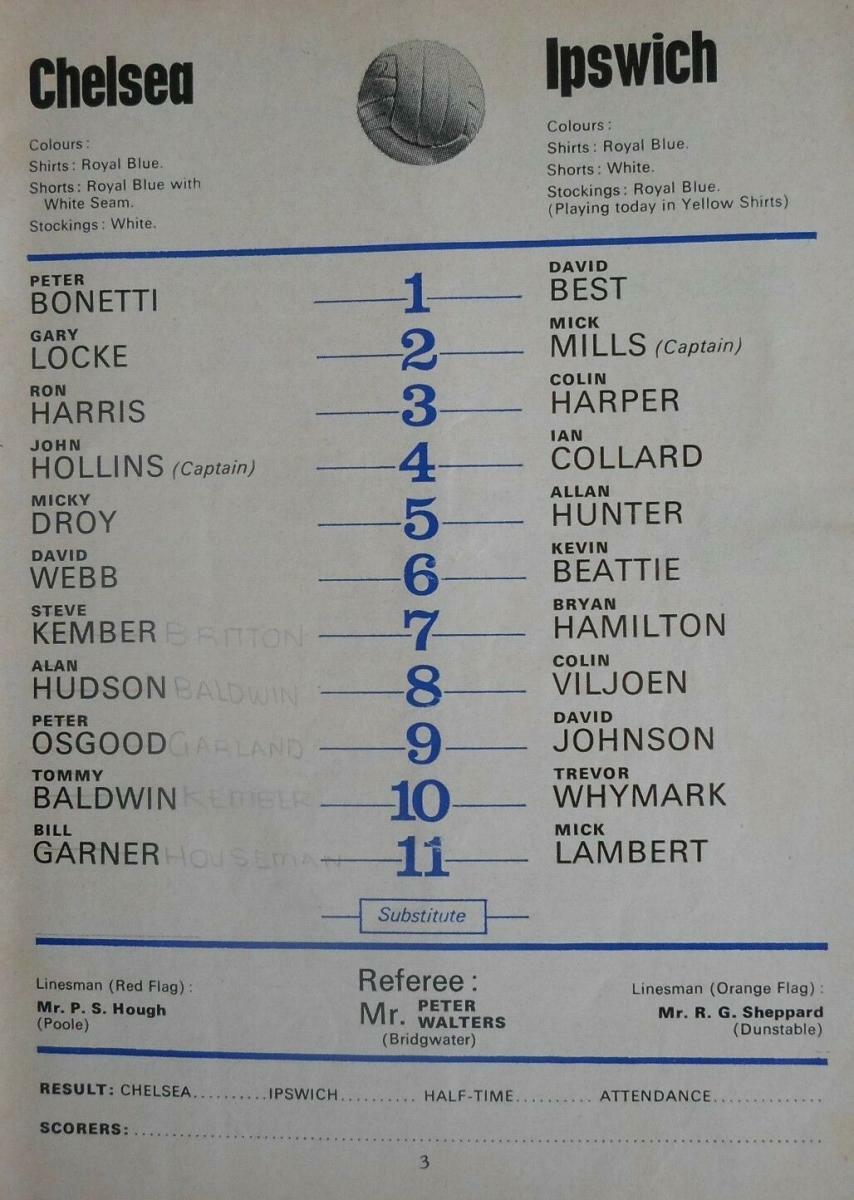 Chelsea
Colours:
Shirts: Royal Blue.
Shorts: Royal Blue with
White Seam.
Stockings: White.
Ipswich
Colours:
Shirts: Royal Blue.
Shorts: White.
Stockings: Royal Blue.
(Playing today in Yellow Shirts)
PETER
BONETTI 1 DAVID BEST
GARY
LOCKE 2 MICK MILLS (Captain)
RON
HARRIS 3 COLIN HARPER
JOHN
HOLLINS (Captain) 4 IAN COLLARD
MICKY
DROY 5 ALLAN HUNTER
DAVID
WEBB 6 KEVIN BEATTIE
STEVE
KEMBER BRITTON 7 BRYAN HAMILTON
ALAN
HUDSON BALDWIN 8 COLIN VILJOEN
PETER
OSGOOD GARLAND 9 DAVID JOHNSON
TOMMY
BALDWIN KEMBER 10 TREVOR WHYMARK
BILL
GARNER HOUSEMAN 11 MICK LAMBERT
Substitute
Linesman (Red Flag):
Mr. P. S. Hough
(Poole)
Referee:
Mr. PETER WALTERS
(Bridgwater)
Linesman (Orange Flag):
Mr. R. G. Sheppard
(Dunstable)
RESULT: CHELSEA..........IPSWICH.......... HALF-TIME.......... ATTENDANCE..............
SCORERS:..........................................................................................
3